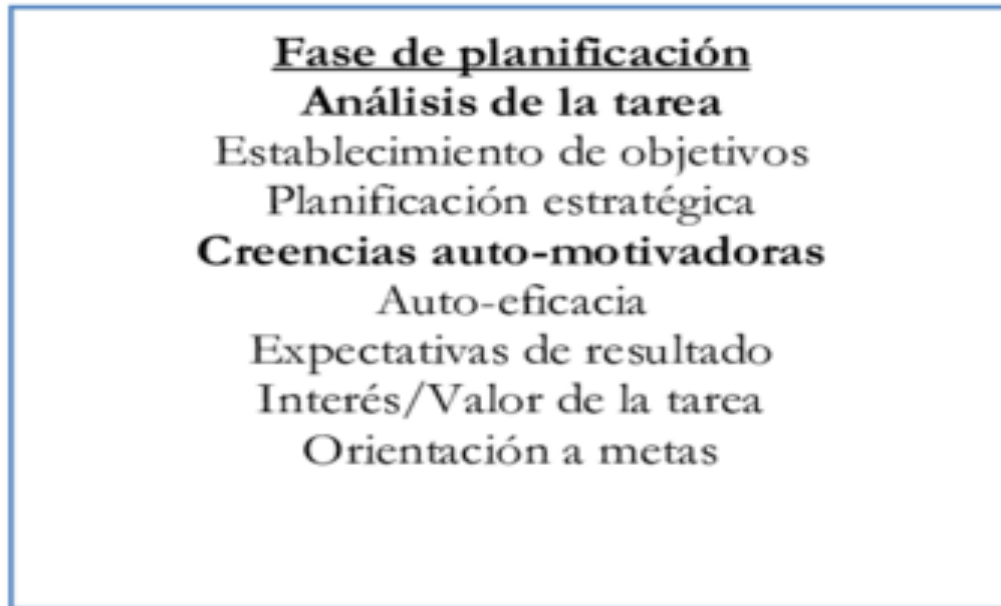 Fase de planificación
Análisis de la tarea
Establecimiento de objetivos
Planificación estratégica
Creencias auto-motivadoras
Auto-eficacia
Expectativas de resultado
Interés/Valor de la tarea
Orientación a metas